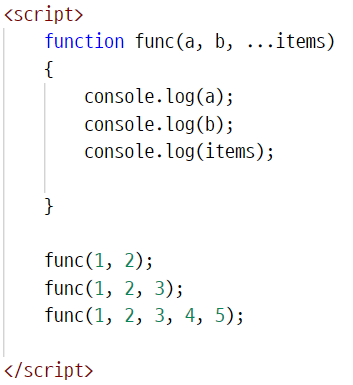 <script>
function func(a, b, ...items)
{
console.log(a);
console.log(b);
console.log(items);
}
func(1, 2);
func(1, 2, 3);
func(1, 2, 3, 4, 5);
</script>